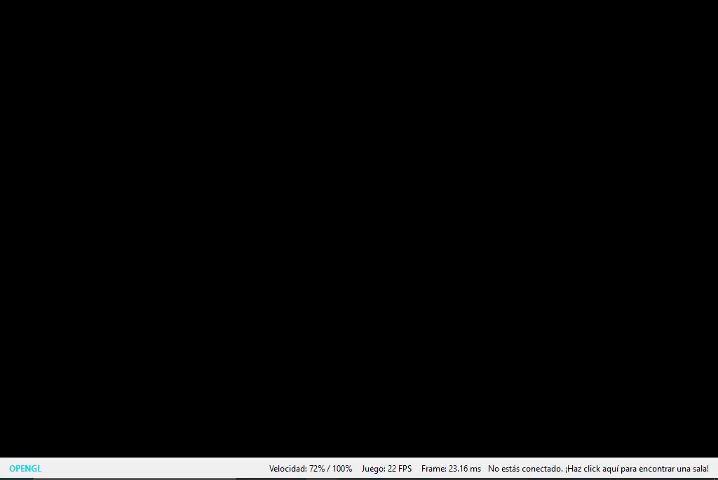 OPENGL Velocidad: 72% / 100% Juego: 22 FPS Frame: 23.16 ms No estás conectado. ¡Haz click aquí para encontrar una sala!